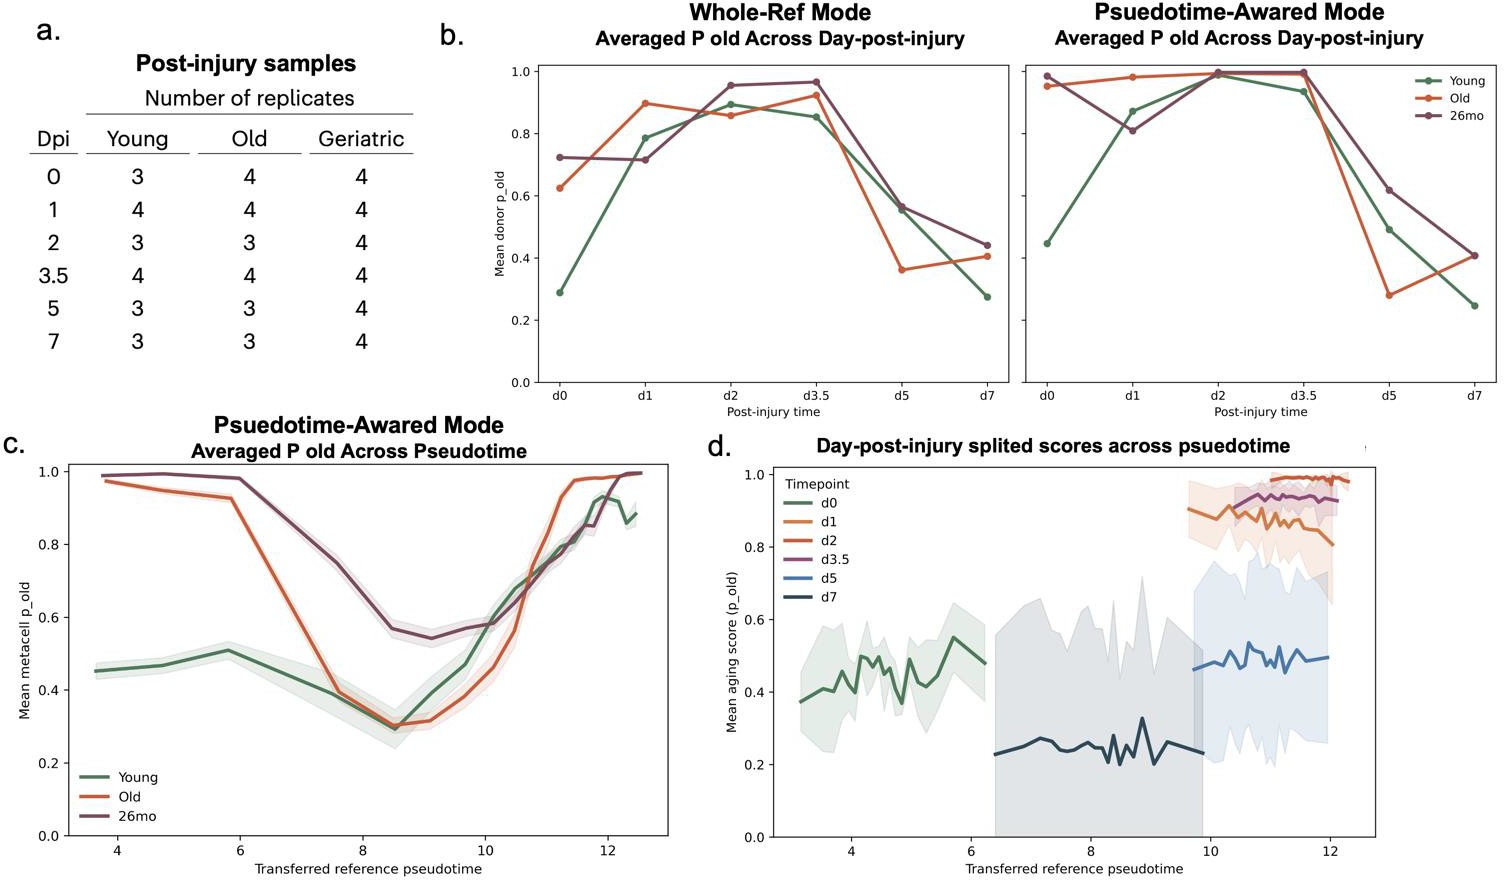 a.
Post-injury samples
Number of replicates
Dpi Young Old Geriatric
0 3 4 4
1 4 4 4
2 3 3 4
3.5 4 4 4
5 3 3 4
7 3 3 4
b.
Whole-Ref Mode
Averaged P old Across Day-post-injury
Mean donor p_old
1.0
0.8
0.6
0.4
0.2
0.0
d0 d1 d2 d3.5 d5 d7
Post-injury time
Psuedotime-Awared Mode
Averaged P old Across Day-post-injury
Young
Old
26mo
d0 d1 d2 d3.5 d5 d7
Post-injury time
c.
Psuedotime-Awared Mode
Averaged P old Across Pseudotime
Mean metacell p_old
1.0
0.8
0.6
0.4
0.2
0.0
Young
Old
26mo
4 6 8 10 12
Transferred reference pseudotime
d.
Day-post-injury splited scores across psuedotime
Mean aging score (p_old)
1.0
0.8
0.6
0.4
0.2
0.0
Timepoint
d0
d1
d2
d3.5
d5
d7
4 6 8 10 12
Transferred reference pseudotime